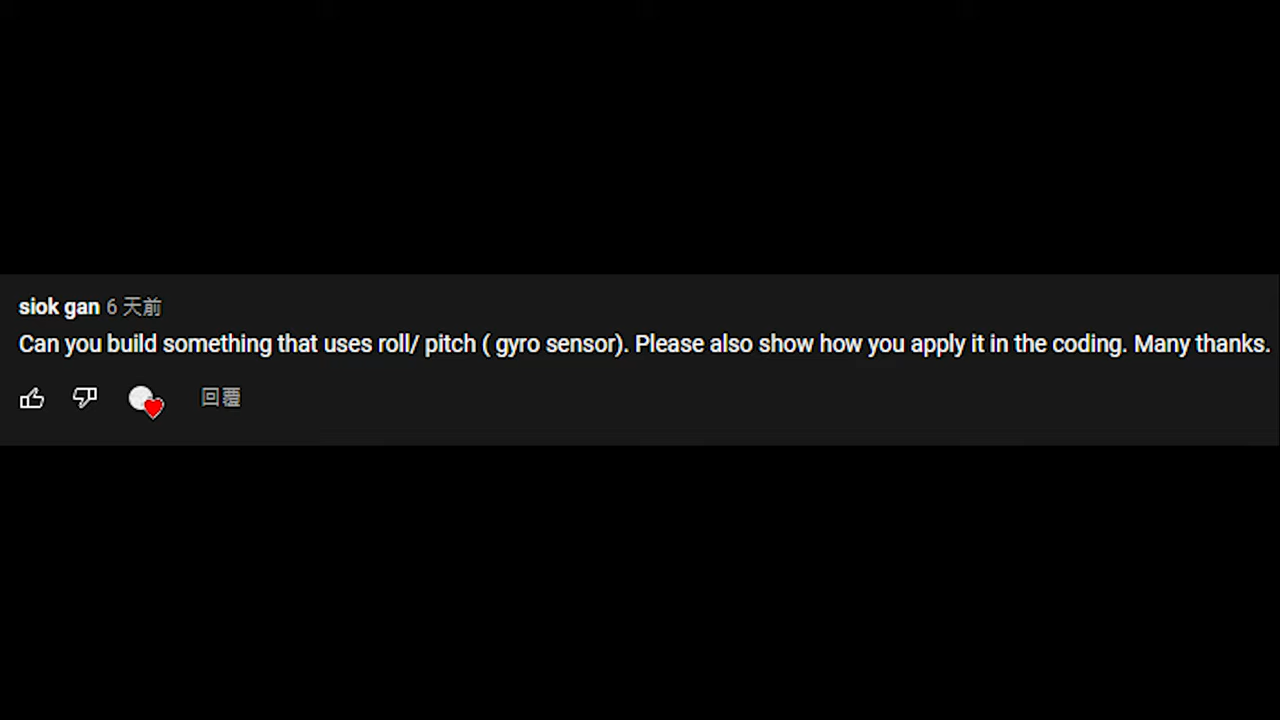 siok gan 6 天前
Can you build something that uses roll/ pitch ( gyro sensor). Please also show how you apply it in the coding. Many thanks.
回覆